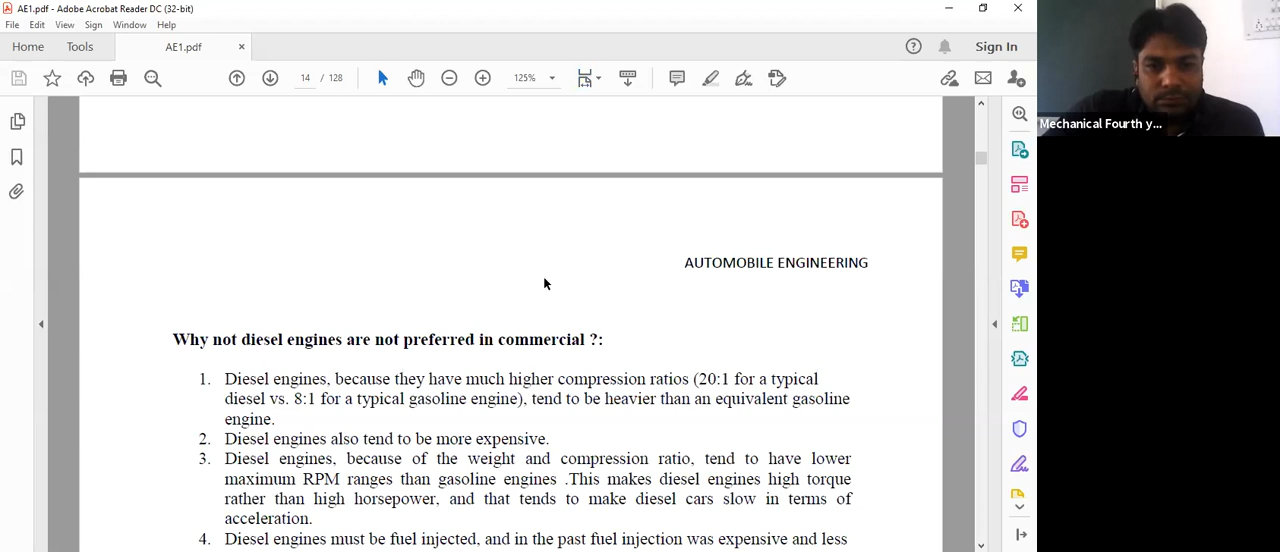 AE1.pdf - Adobe Acrobat Reader DC (32-bit)
File Edit View Sign Window Help
Home Tools AE1.pdf × Sign In
14 / 128 125%
Mechanical Fourth y...
AUTOMOBILE ENGINEERING
Why not diesel engines are not preferred in commercial ?:
1. Diesel engines, because they have much higher compression ratios (20:1 for a typical
diesel vs. 8:1 for a typical gasoline engine), tend to be heavier than an equivalent gasoline
engine.
2. Diesel engines also tend to be more expensive.
3. Diesel engines, because of the weight and compression ratio, tend to have lower
maximum RPM ranges than gasoline engines .This makes diesel engines high torque
rather than high horsepower, and that tends to make diesel cars slow in terms of
acceleration.
4. Diesel engines must be fuel injected, and in the past fuel injection was expensive and less